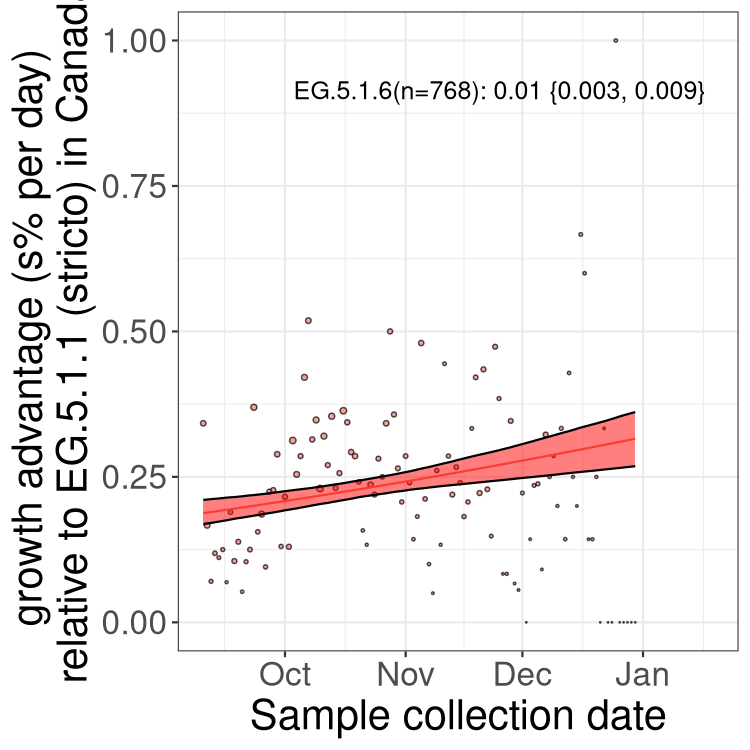 growth advantage (s% per day)
relative to EG.5.1.1 (stricto) in Canada
1.00
0.75
0.50
0.25
0.00
EG.5.1.6(n=768): 0.01 {0.003, 0.009}
Oct Nov Dec Jan
Sample collection date